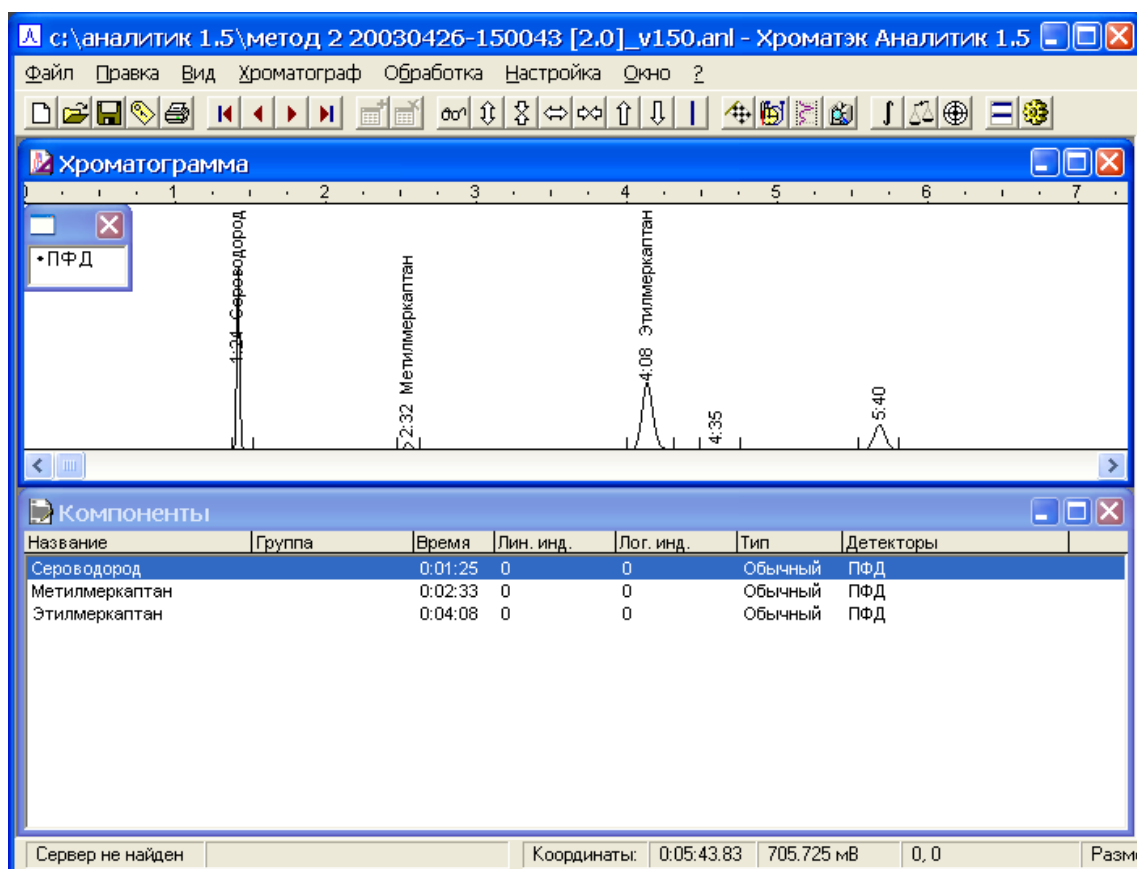 c:\аналитик 1.5\метод 2 20030426-150043 [2.0]_v150.anl - Хроматэк Аналитик 1.5
Файл Правка Вид Хроматограф Обработка Настройка Окно ?
Хроматограмма
1 2 3 4 5 6 7
•ПФД
1:24 Сероводород
2:32 Метилмеркаптан
4:08 Этилмеркаптан
4:35
5:40
Компоненты
Название Группа Время Лин. инд. Лог. инд. Тип Детекторы
Сероводород 0:01:25 0 0 Обычный ПФД
Метилмеркаптан 0:02:33 0 0 Обычный ПФД
Этилмеркаптан 0:04:08 0 0 Обычный ПФД
Сервер не найден Координаты: 0:05:43.83 705.725 мВ 0, 0 Разм